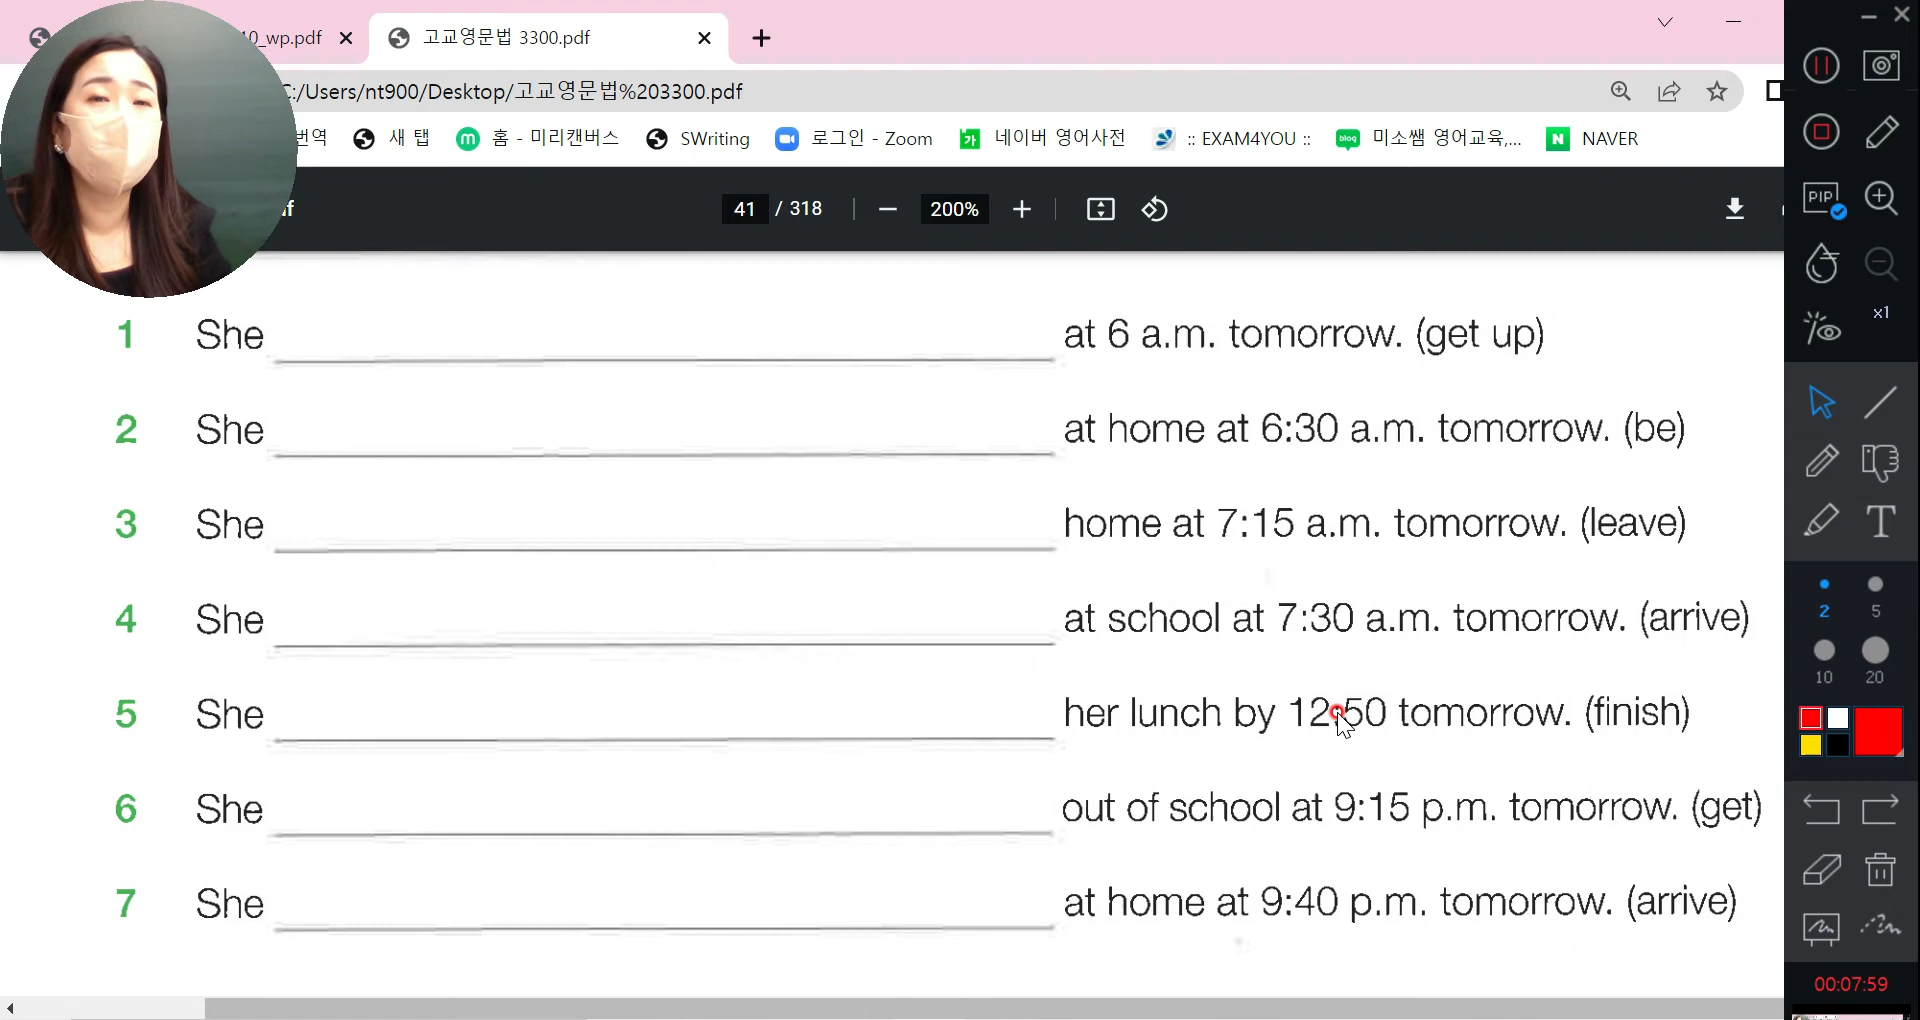 10_wp.pdf
고교영문법 3300.pdf
C:/Users/nt900/Desktop/고교영문법%203300.pdf
번역 새 탭 홈 - 미리캔버스 SWriting 로그인 - Zoom 네이버 영어사전 :: EXAM4YOU :: 미소쌤 영어교육,... NAVER
41 / 318 200%
1 She at 6 a.m. tomorrow. (get up)
2 She at home at 6:30 a.m. tomorrow. (be)
3 She home at 7:15 a.m. tomorrow. (leave)
4 She at school at 7:30 a.m. tomorrow. (arrive)
5 She her lunch by 12:50 tomorrow. (finish)
6 She out of school at 9:15 p.m. tomorrow. (get)
7 She at home at 9:40 p.m. tomorrow. (arrive)
PIP
x1
T
2 5
10 20
00:07:59